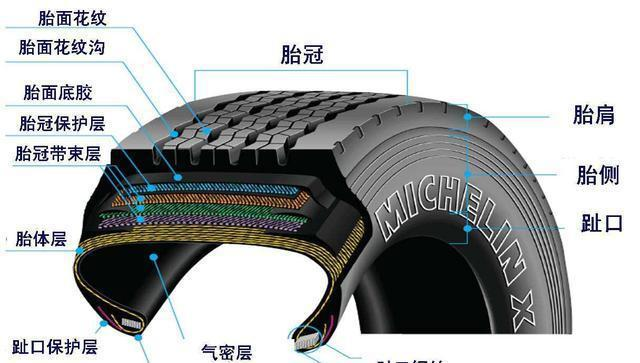 胎面花纹
胎面花纹沟
胎冠
胎面底胶
胎冠保护层
胎冠带束层
胎肩
胎侧
趾口
胎体层
MICHELIN X
趾口保护层
气密层